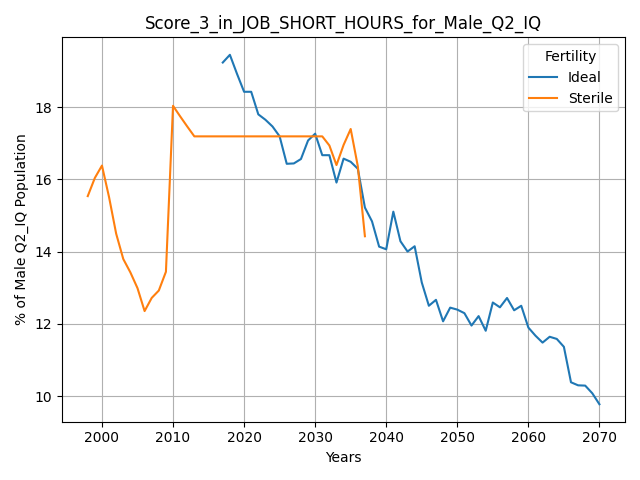 Score_3_in_JOB_SHORT_HOURS_for_Male_Q2_IQ
Fertility
Ideal
Sterile
% of Male Q2_IQ Population
18
16
14
12
10
2000 2010 2020 2030 2040 2050 2060 2070
Years